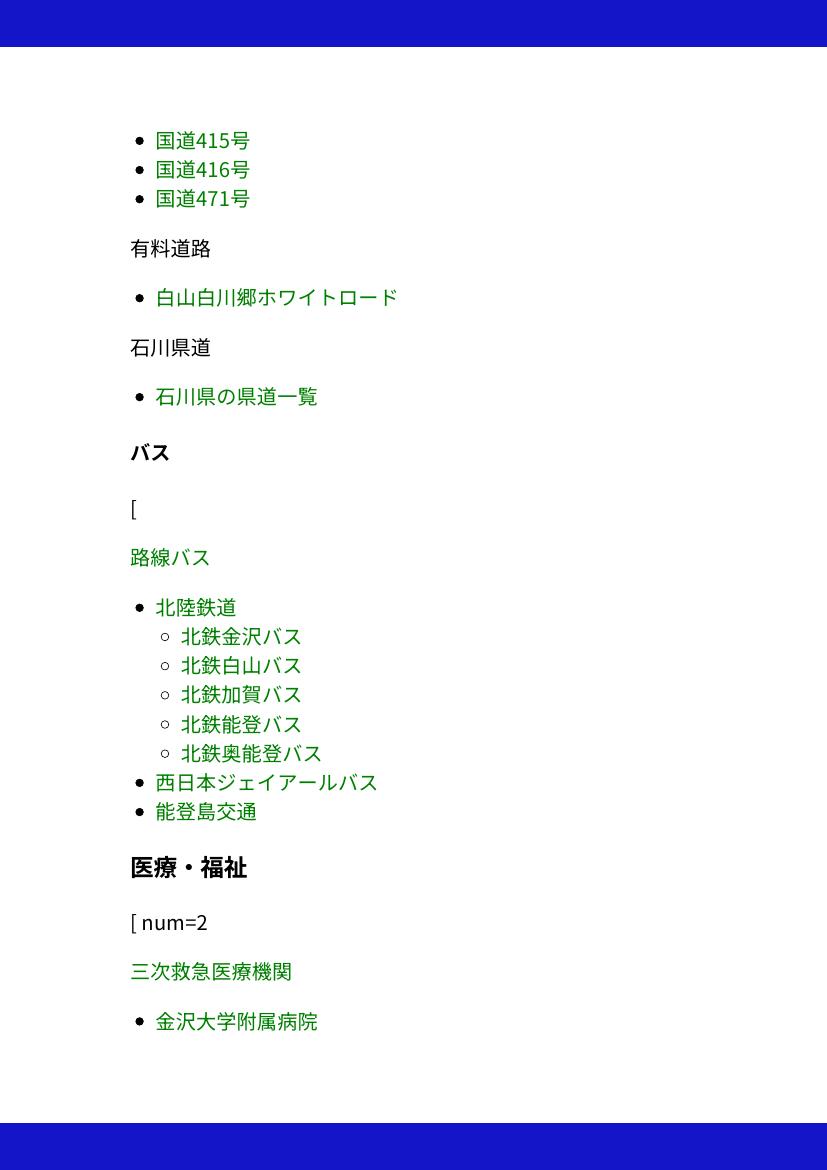 国道415号
国道416号
国道471号
有料道路
白山白川郷ホワイトロード
石川県道
石川県の県道一覧
バス
[
路線バス
北陸鉄道
北鉄金沢バス
北鉄白山バス
北鉄加賀バス
北鉄能登バス
北鉄奥能登バス
西日本ジェイアールバス
能登島交通
医療・福祉
[ num=2
三次救急医療機関
金沢大学附属病院